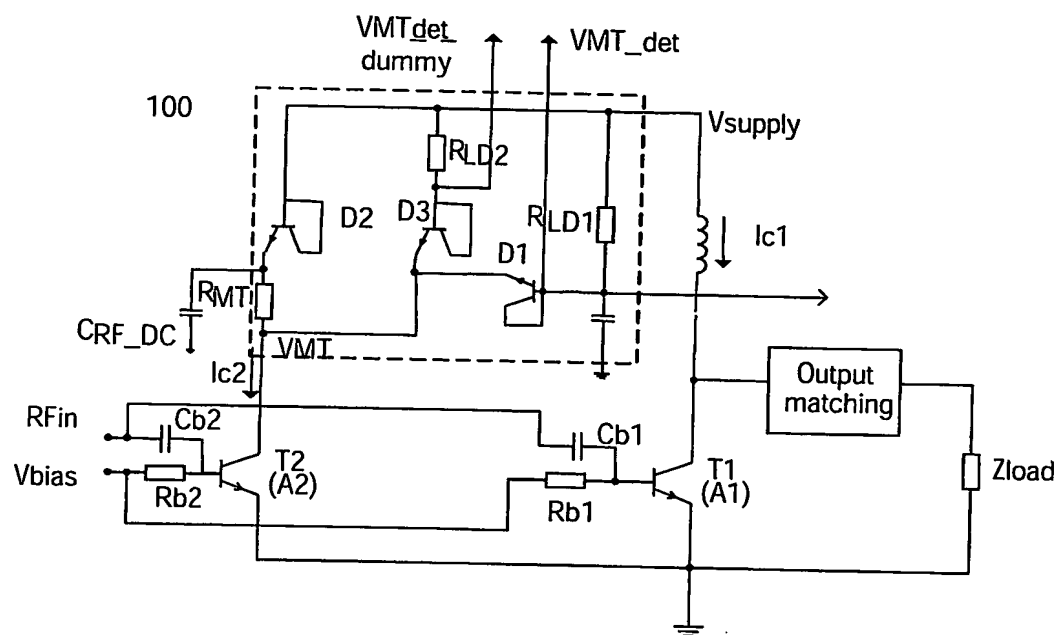 VMTdet_
dummy
VMT_det
100
Vsupply
RLD2
D2
D3
RLD1
D1
Ic1
RMT
CRF_DC
VMT
Ic2
Output
matching
RFin
Cb2
Cb1
Vbias
T2
(A2)
T1
(A1)
Zload
Rb2
Rb1